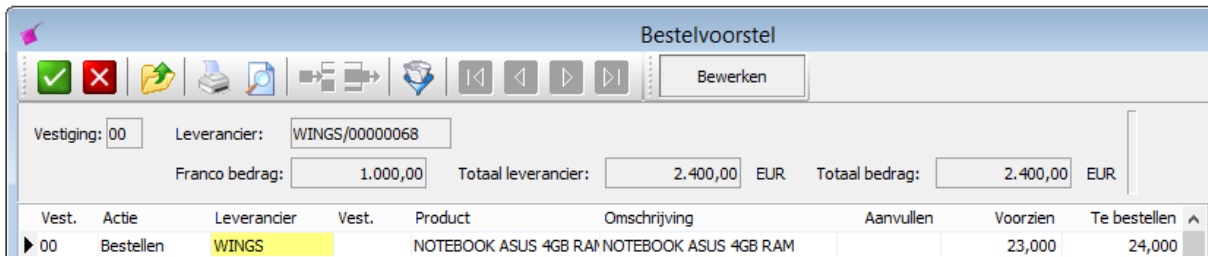 Bestelvoorstel
Bewerken
Vestiging: 00 Leverancier: WINGS/00000068
Franco bedrag: 1.000,00 Totaal leverancier: 2.400,00 EUR Totaal bedrag: 2.400,00 EUR
Vest. Actie Leverancier Vest. Product Omschrijving Aanvullen Voorzien Te bestellen
00 Bestellen WINGS NOTEBOOK ASUS 4GB RAM NOTEBOOK ASUS 4GB RAM 23,000 24,000